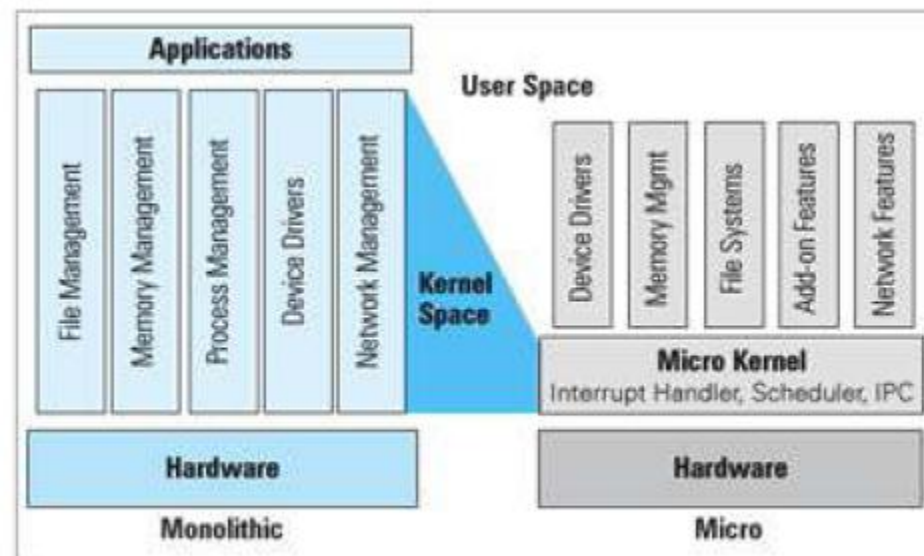 Applications
User Space
File Management
Memory Management
Process Management
Device Drivers
Network Management
Kernel
Space
Device Drivers
Memory Mgmt
File Systems
Add-on Features
Network Features
Micro Kernel
Interrupt Handler, Scheduler, IPC
Hardware
Hardware
Monolithic
Micro